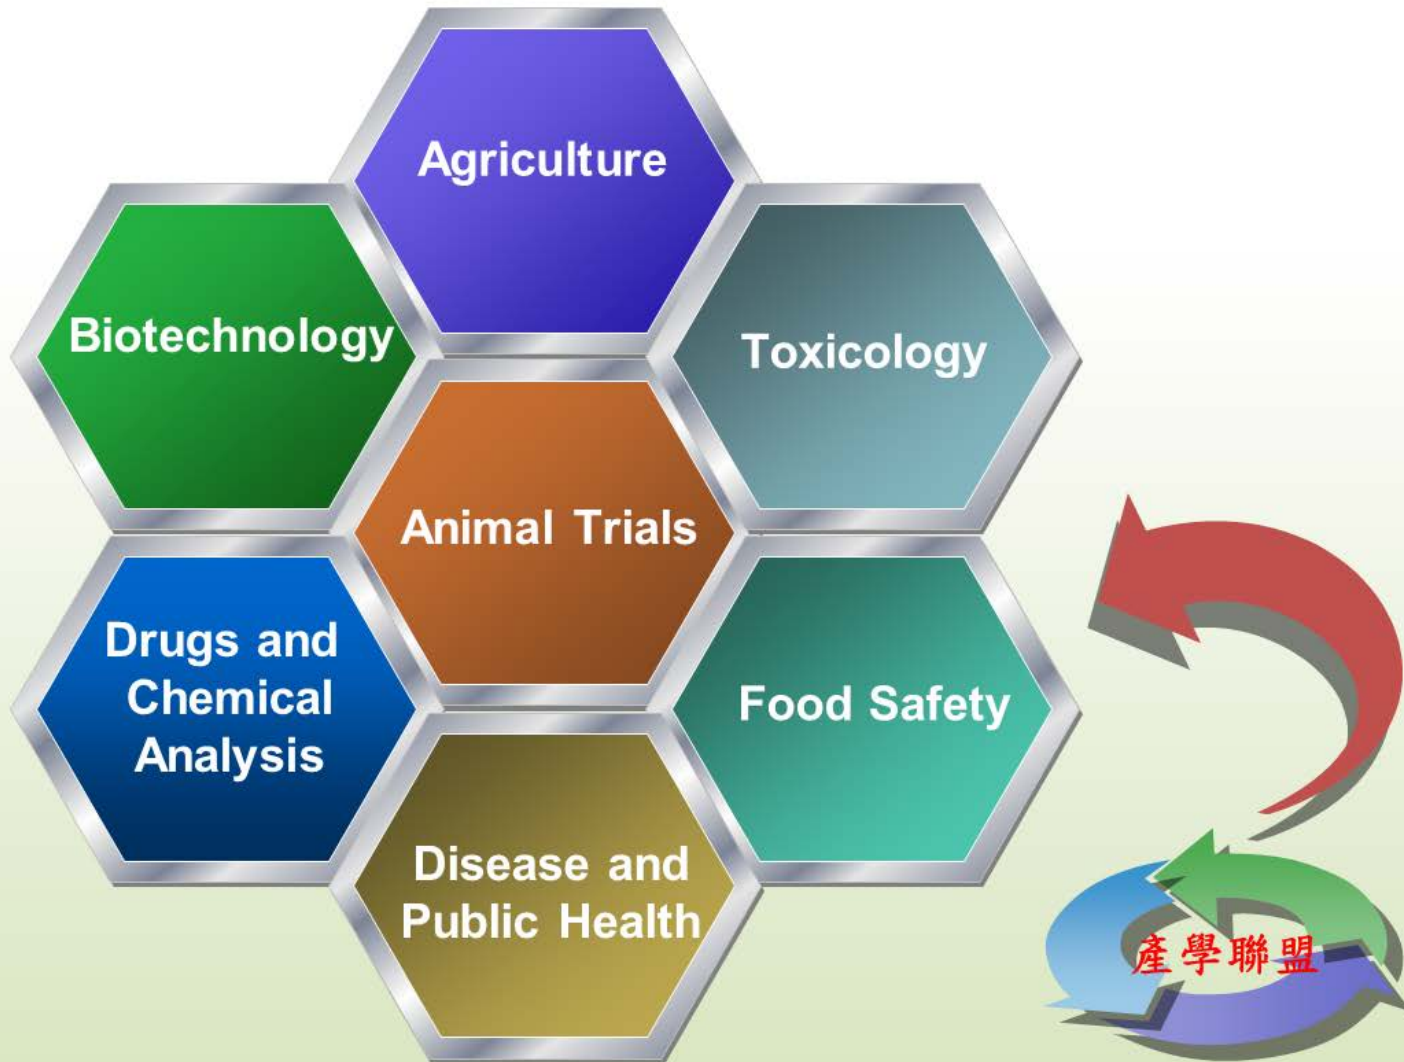 Agriculture
Biotechnology
Toxicology
Animal Trials
Drugs and
Chemical
Analysis
Food Safety
Disease and
Public Health
產學聯盟